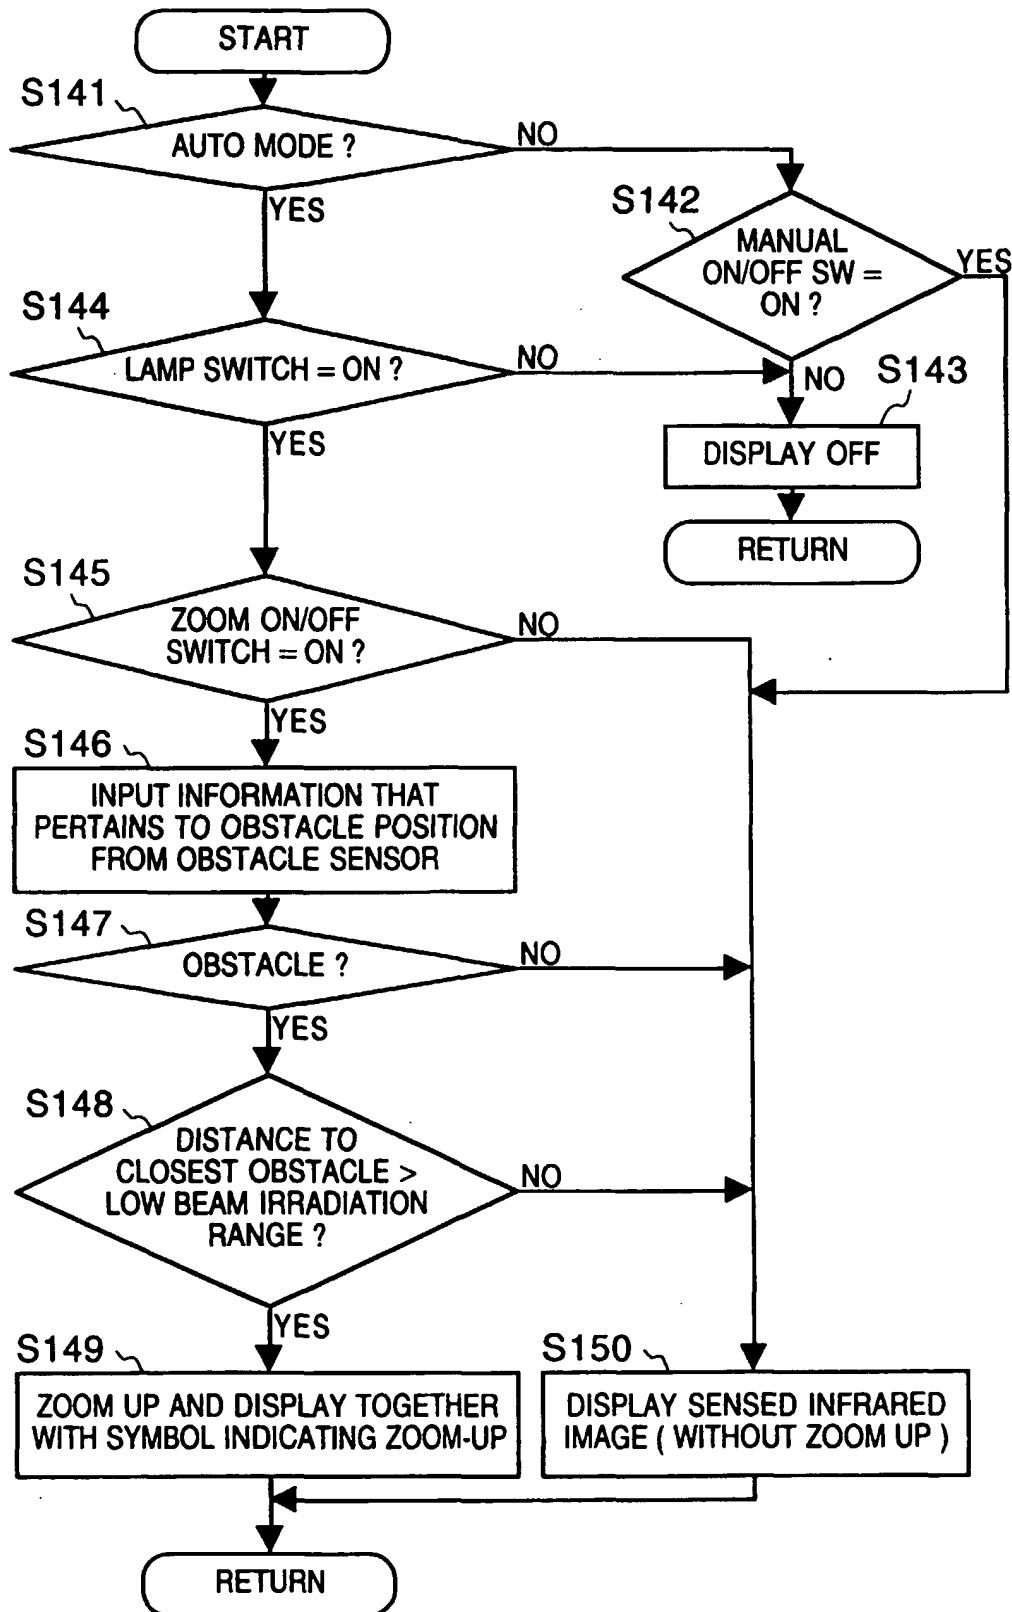 START
S141
AUTO MODE ?
NO
YES
S142
MANUAL
ON/OFF SW =
ON ?
YES
NO
S144
LAMP SWITCH = ON ?
NO
YES
S143
DISPLAY OFF
RETURN
S145
ZOOM ON/OFF
SWITCH = ON ?
NO
YES
S146
INPUT INFORMATION THAT
PERTAINS TO OBSTACLE POSITION
FROM OBSTACLE SENSOR
S147
OBSTACLE ?
NO
YES
S148
DISTANCE TO
CLOSEST OBSTACLE >
LOW BEAM IRRADIATION
RANGE ?
NO
YES
S149
ZOOM UP AND DISPLAY TOGETHER
WITH SYMBOL INDICATING ZOOM-UP
S150
DISPLAY SENSED INFRARED
IMAGE ( WITHOUT ZOOM UP )
RETURN